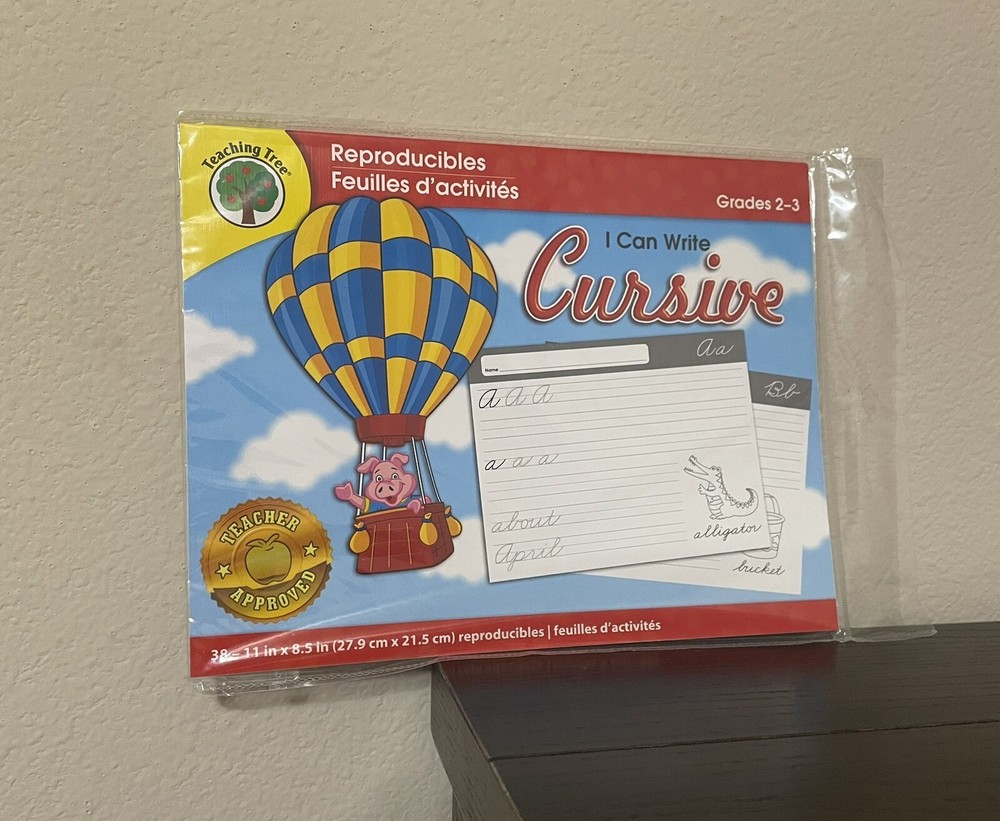 Teaching Tree®
Reproducibles
Feuilles d'activités
Grades 2–3
I Can Write
Cursive
Name
Aa
Bb
A A A
a a a
about
April
alligator
bucket
TEACHER
APPROVED
38 – 11 in x 8.5 in (27.9 cm x 21.5 cm) reproducibles | feuilles d'activités